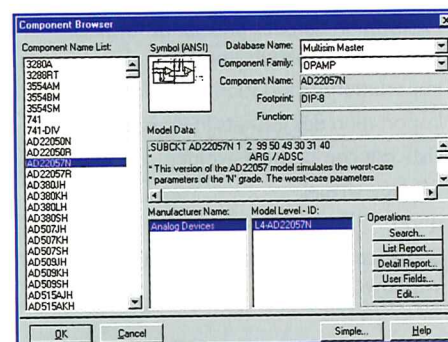 Component Browser
Component Name List:
3280A
3288RT
3554AM
3554BM
3554SM
741
741-DIV
AD22050N
AD22050R
AD22057N
AD22057R
AD380JH
AD380KH
AD380LH
AD380SH
AD507JH
AD507KH
AD507SH
AD509JH
AD509KH
AD509SH
AD515AJH
AD515AKH
Symbol (ANSI)
Database Name: Multisim Master
Component Family: OPAMP
Component Name: AD22057N
Footprint: DIP-8
Function:
Model Data:
.SUBCKT AD22057N 1 2 99 50 49 30 31 40
* ARG / ADSC
* This version of the AD22057 model simulates the worst-case
* parameters of the 'N' grade. The worst-case parameters
Manufacturer Name:
Analog Devices
Model Level - ID:
L4-AD22057N
Operations
Search...
List Report...
Detail Report...
User Fields...
Edit...
OK
Cancel
Simple...
Help